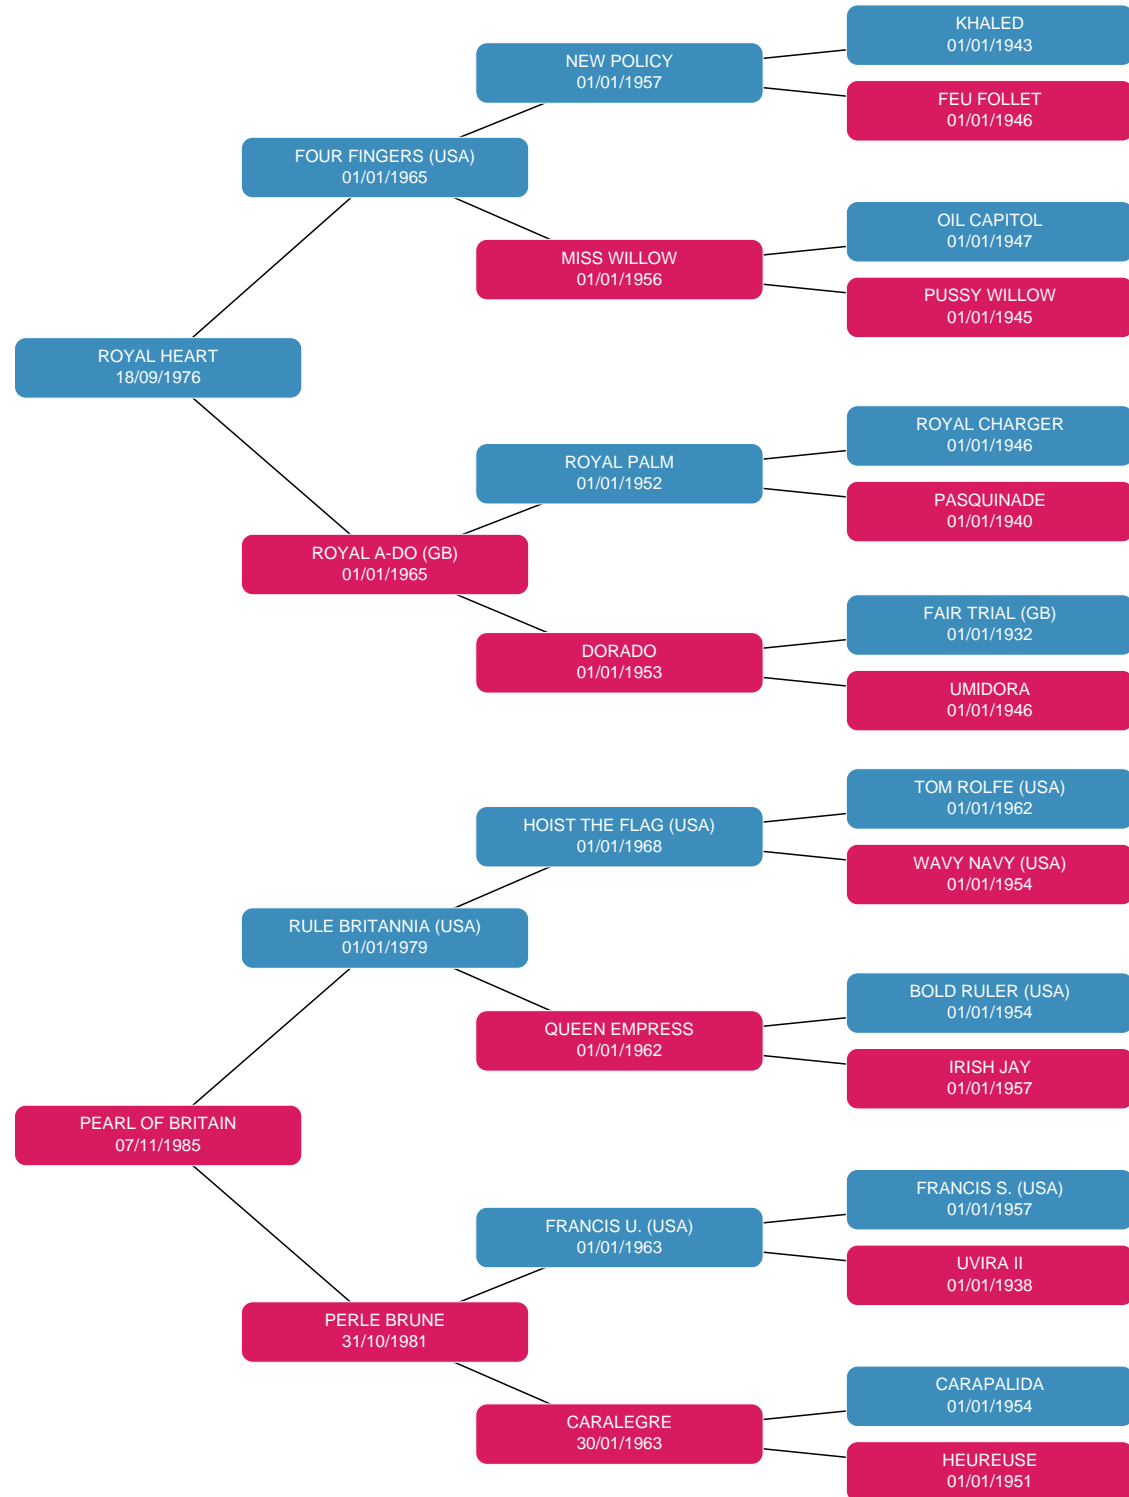 KHALED
01/01/1943
NEW POLICY
01/01/1957
FEU FOLLET
01/01/1946
FOUR FINGERS (USA)
01/01/1965
OIL CAPITOL
01/01/1947
MISS WILLOW
01/01/1956
PUSSY WILLOW
01/01/1945
ROYAL HEART
18/09/1976
ROYAL CHARGER
01/01/1946
ROYAL PALM
01/01/1952
PASQUINADE
01/01/1940
ROYAL A-DO (GB)
01/01/1965
FAIR TRIAL (GB)
01/01/1932
DORADO
01/01/1953
UMIDORA
01/01/1946
TOM ROLFE (USA)
01/01/1962
HOIST THE FLAG (USA)
01/01/1968
WAVY NAVY (USA)
01/01/1954
RULE BRITANNIA (USA)
01/01/1979
BOLD RULER (USA)
01/01/1954
QUEEN EMPRESS
01/01/1962
IRISH JAY
01/01/1957
PEARL OF BRITAIN
07/11/1985
FRANCIS S. (USA)
01/01/1957
FRANCIS U. (USA)
01/01/1963
UVIRA II
01/01/1938
PERLE BRUNE
31/10/1981
CARAPALIDA
01/01/1954
CARALEGRE
30/01/1963
HEUREUSE
01/01/1951